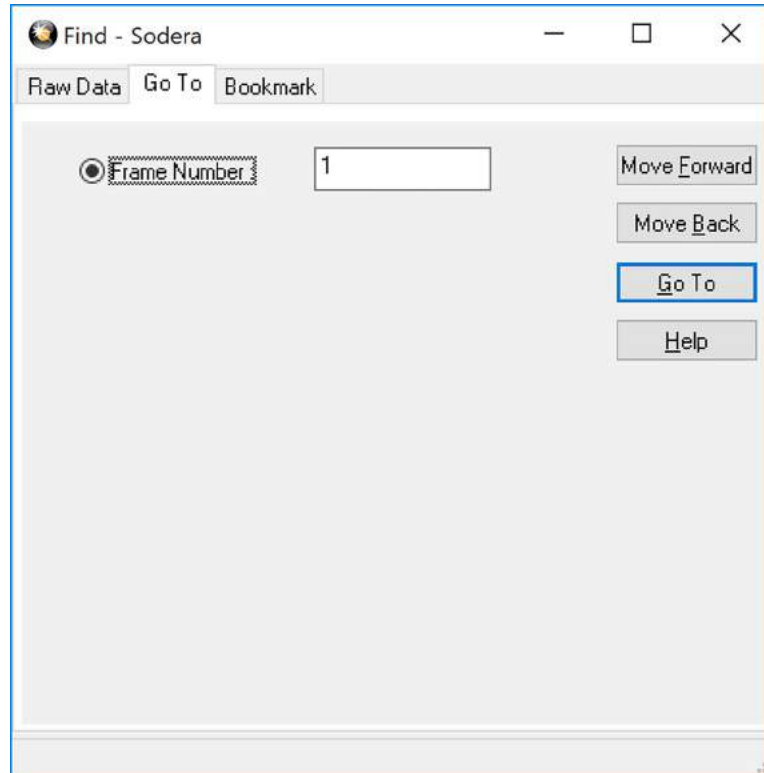 Find - Sodera
Raw Data Go To Bookmark
Frame Number: 1
Move Forward
Move Back
Go To
Help